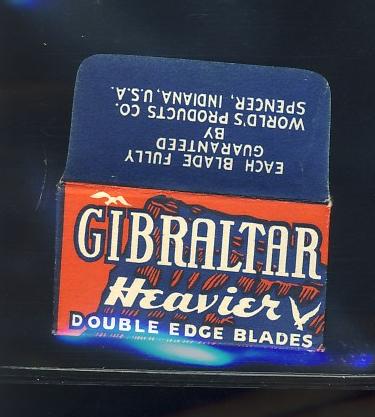 EACH BLADE FULLY
GUARANTEED
BY
WORLD'S PRODUCTS CO.
SPENCER, INDIANA, U.S.A.
GIBRALTAR
Heavier
DOUBLE EDGE BLADES